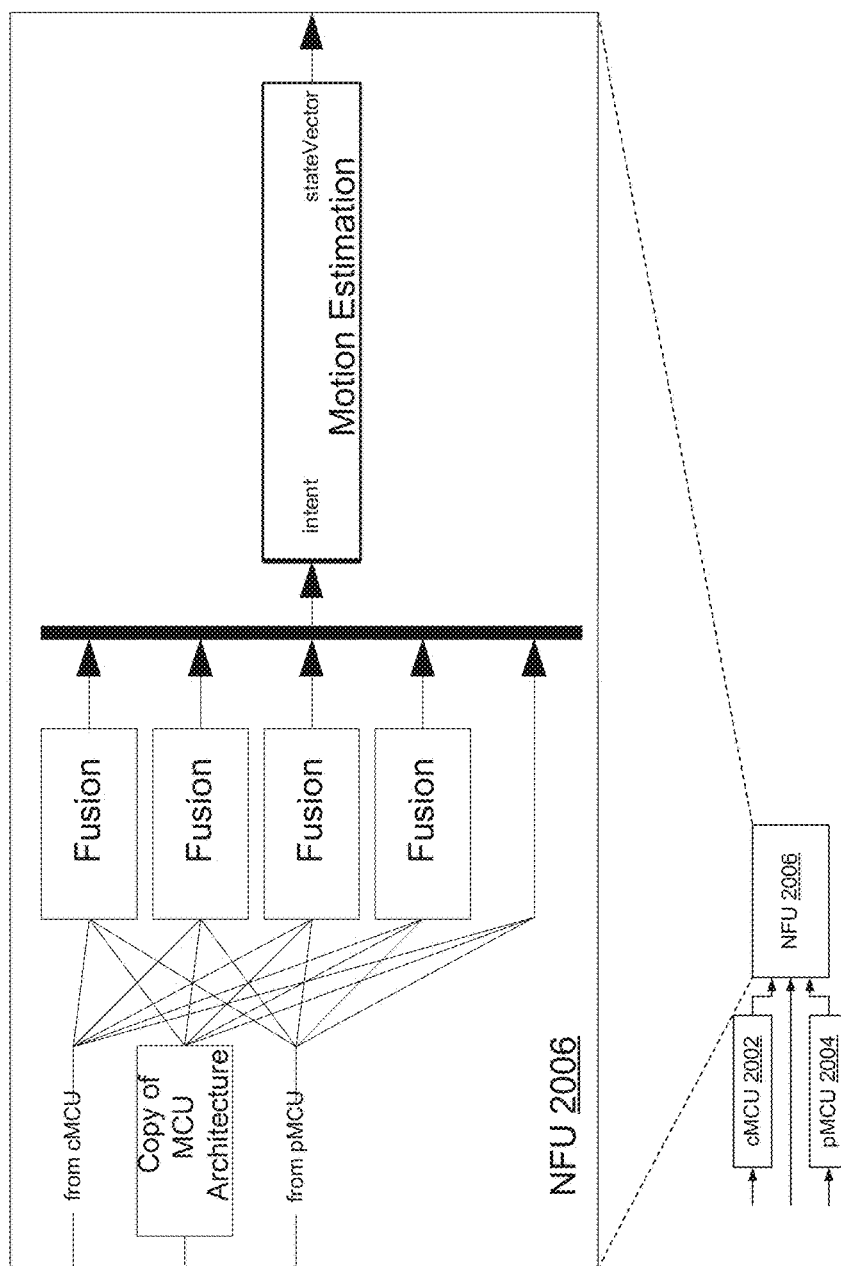 from cMCU
Copy of
MCU
Architecture
from pMCU
Fusion
Fusion
Fusion
Fusion
intent
stateVector
Motion Estimation
NFU 2006
cMCU 2002
pMCU 2004
NFU 2006